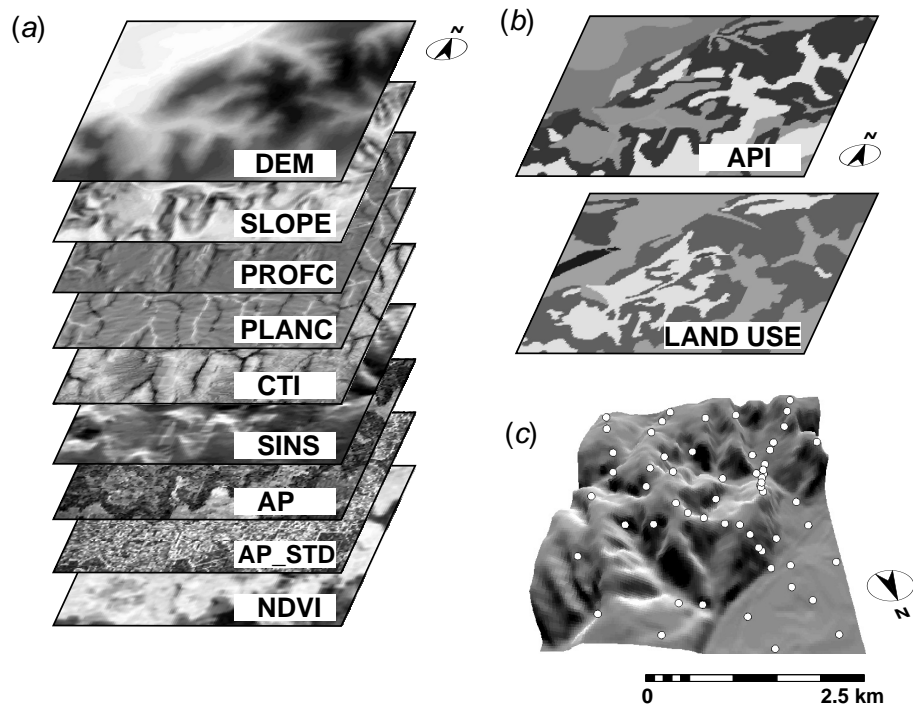 (a)
N
DEM
SLOPE
PROFC
PLANC
CTI
SINS
AP
AP_STD
NDVI
(b)
API
N
LAND USE
(c)
N
0 2.5 km